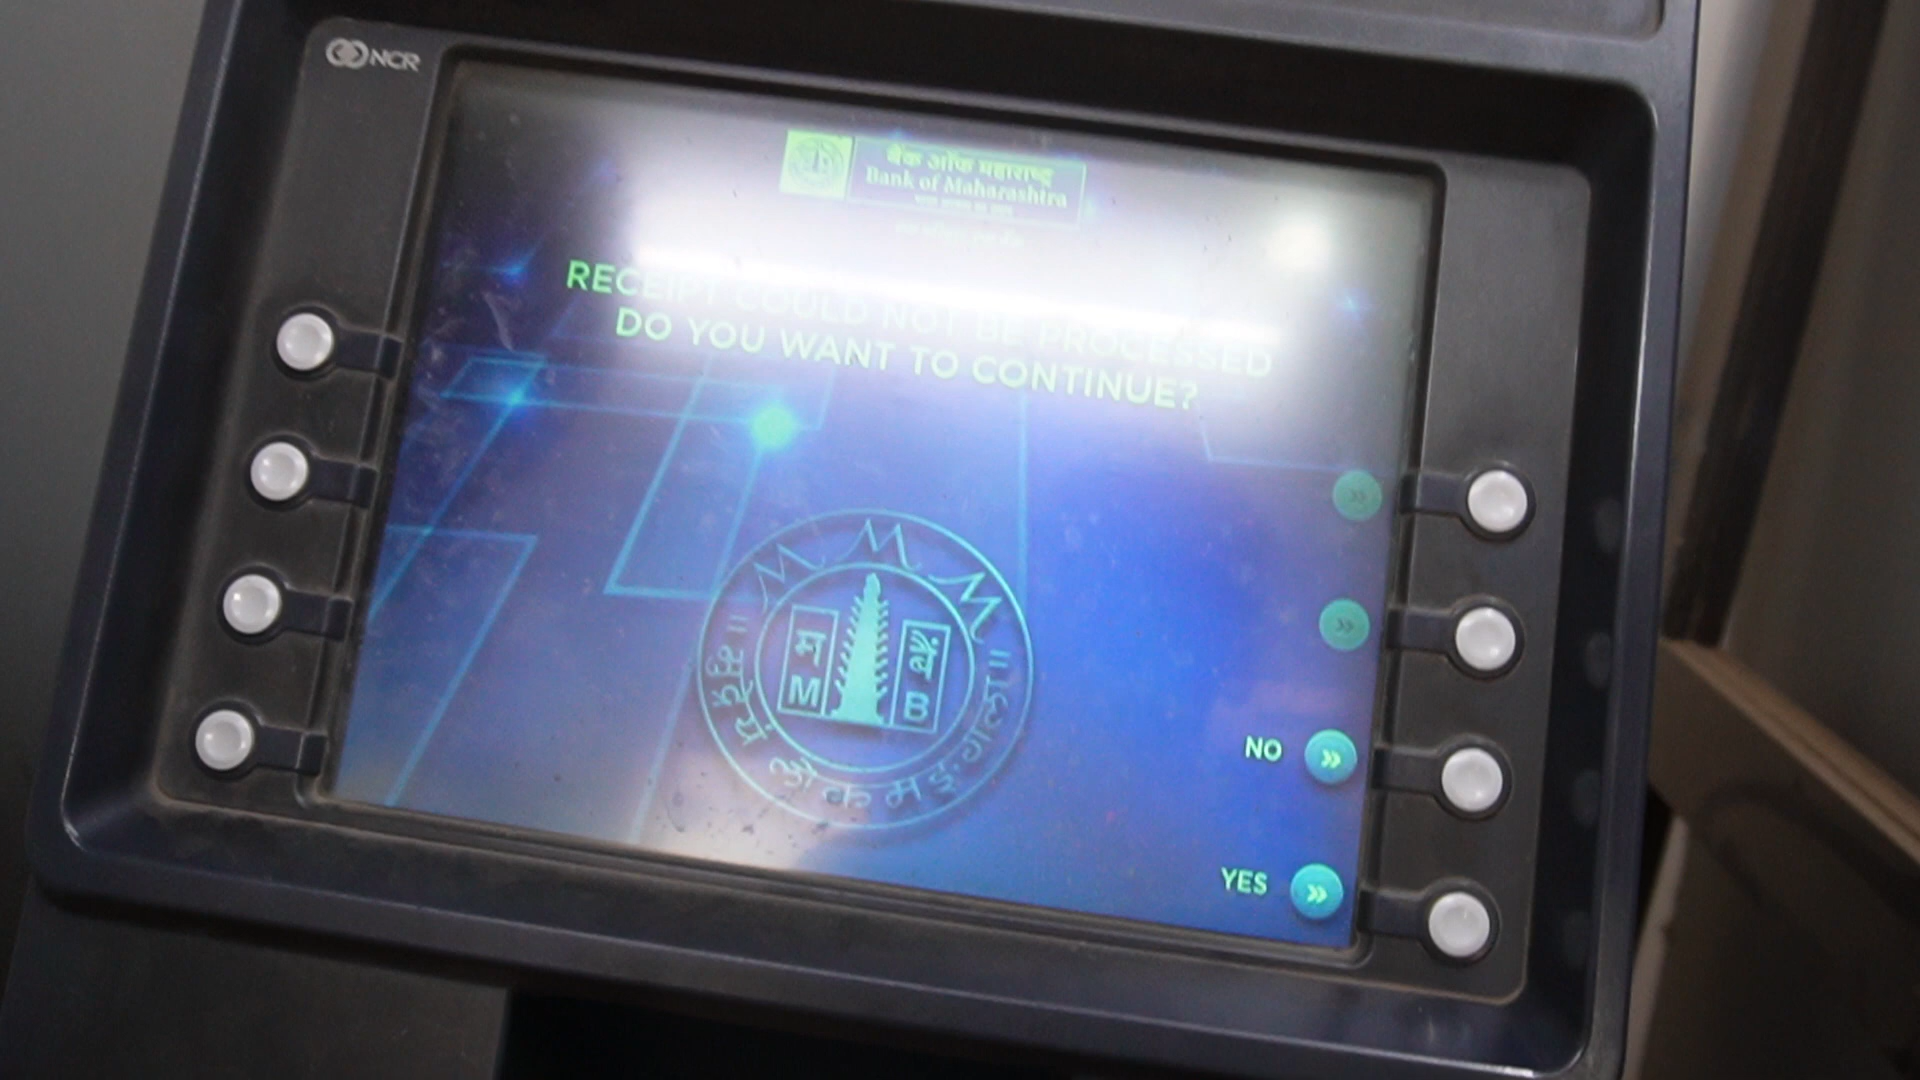 NCR
बैंक ऑफ महाराष्ट्र
Bank of Maharashtra
RECEIPT COULD NOT BE PROCESSED
DO YOU WANT TO CONTINUE?
म
M
बैंक
B
NO
YES